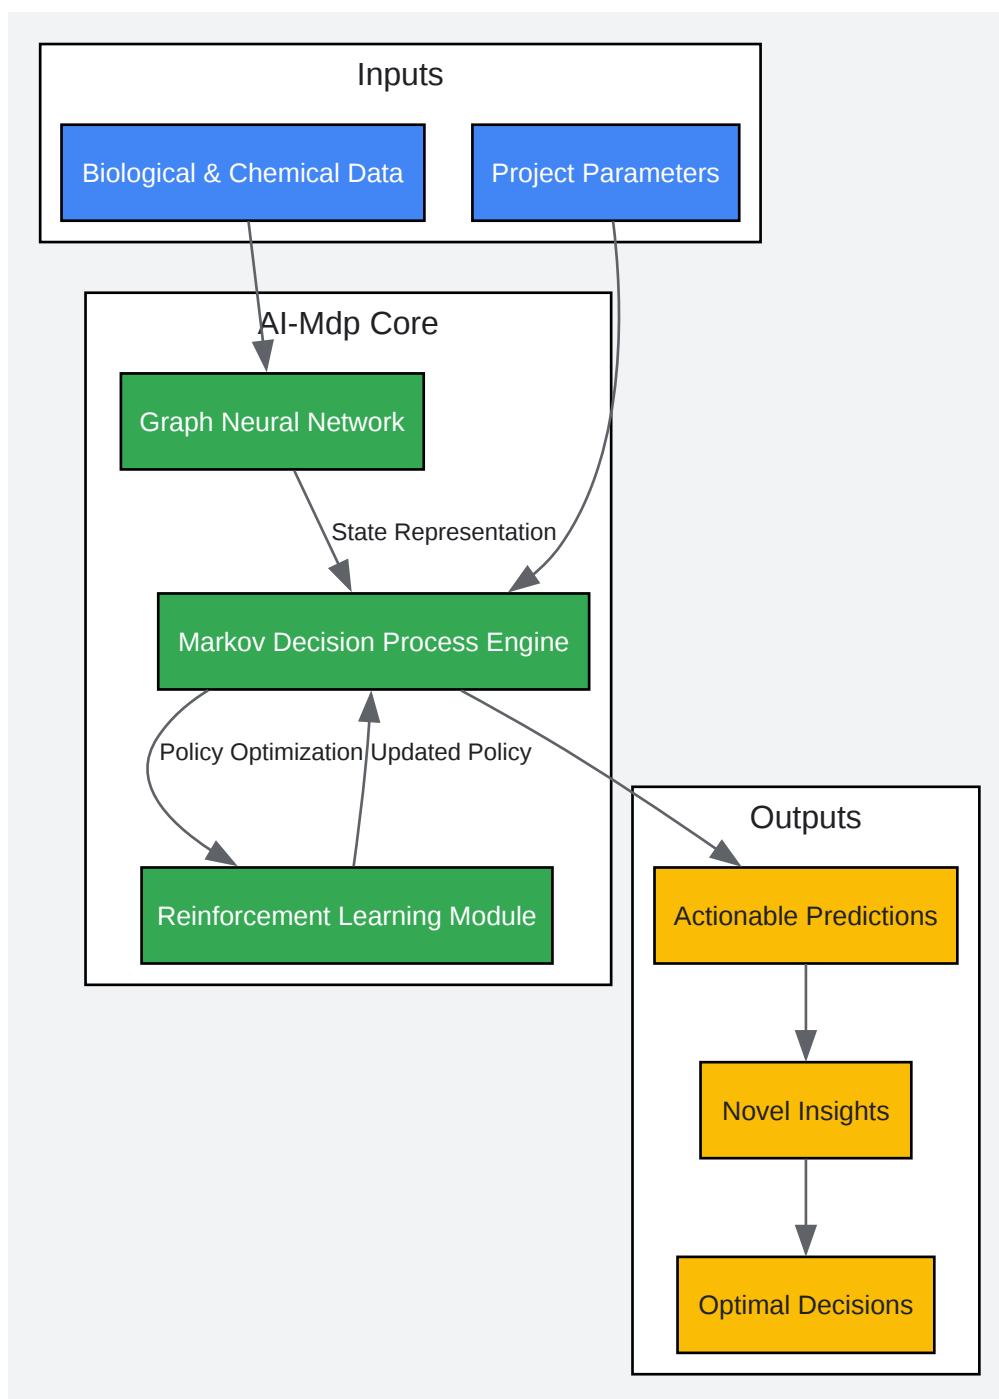 Inputs
Biological & Chemical Data
Project Parameters
AI-Mdp Core
Graph Neural Network
State Representation
Markov Decision Process Engine
Policy Optimization
Updated Policy
Reinforcement Learning Module
Outputs
Actionable Predictions
Novel Insights
Optimal Decisions